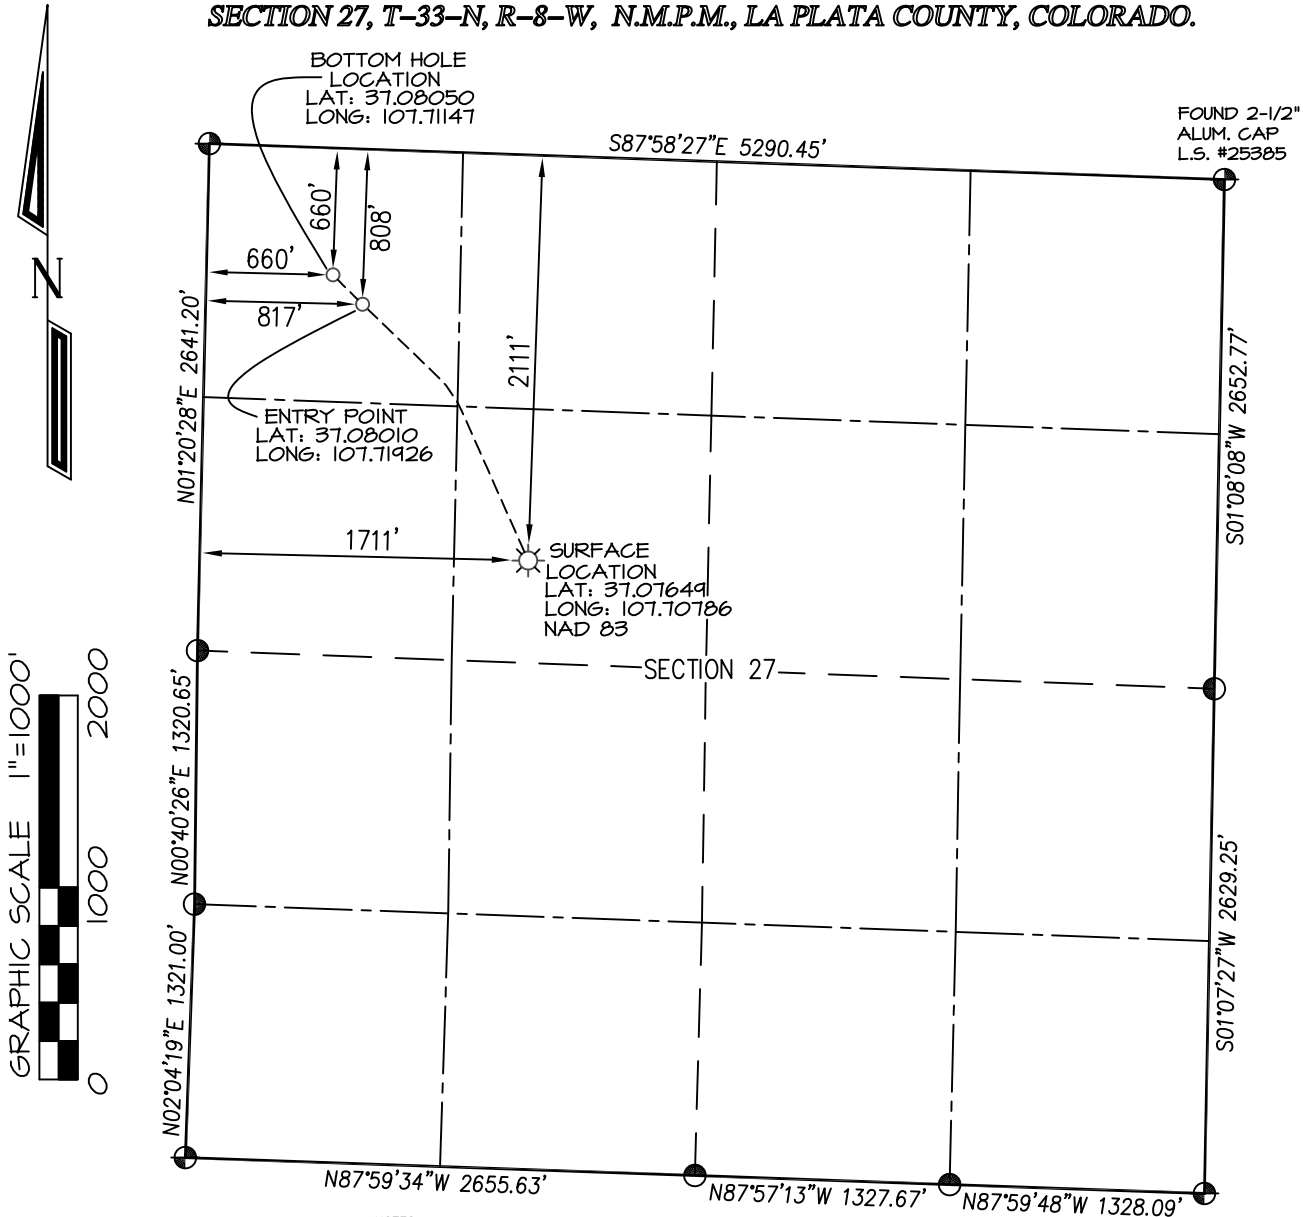 SECTION 27, T-33-N, R-8-W, N.M.P.M., LA PLATA COUNTY, COLORADO.
BOTTOM HOLE
LOCATION
LAT: 37.08050
LONG: 107.71147
FOUND 2-1/2"
ALUM. CAP
L.S. #25385
S87°58'27"E 5290.45'
660'
808'
660'
817'
2111'
N
N01°20'28"E 2641.20'
S01°08'08"W 2652.77'
ENTRY POINT
LAT: 37.08010
LONG: 107.71926
1711'
SURFACE
LOCATION
LAT: 37.07649
LONG: 107.70786
NAD 83
SECTION 27
GRAPHIC SCALE 1"=1000'
2000
1000
0
N00°40'26"E 1320.65'
N02°04'19"E 1321.00'
S01°07'27"W 2629.25'
N87°59'34"W 2655.63'
N87°57'13"W 1327.67'
N87°59'48"W 1328.09'